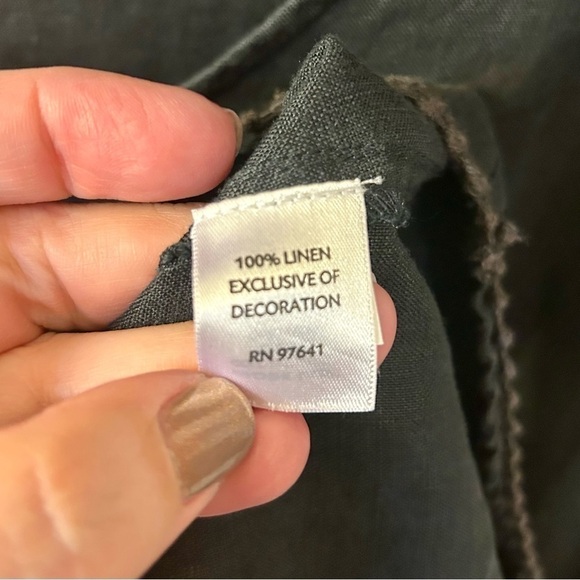 100% LINEN
EXCLUSIVE OF
DECORATION
RN 97641